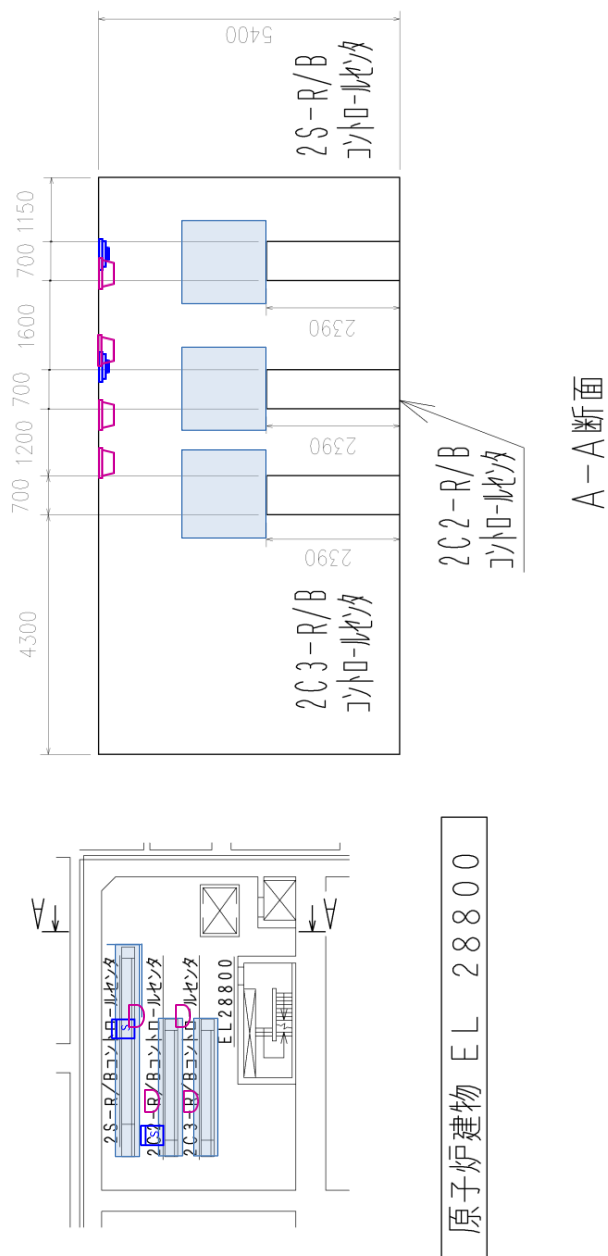 5400
2S-R/B
コントロールセンタ
1150
700
1600
700
1200
700
4300
2390
2390
2390
2C2-R/B
コントロールセンタ
2C3-R/B
コントロールセンタ
A-A断面
A
A
2S-R/Bコントロールセンタ
2C2-R/Bコントロールセンタ
2C3-R/Bコントロールセンタ
EL28800
S
S
原子炉建物 EL 28800